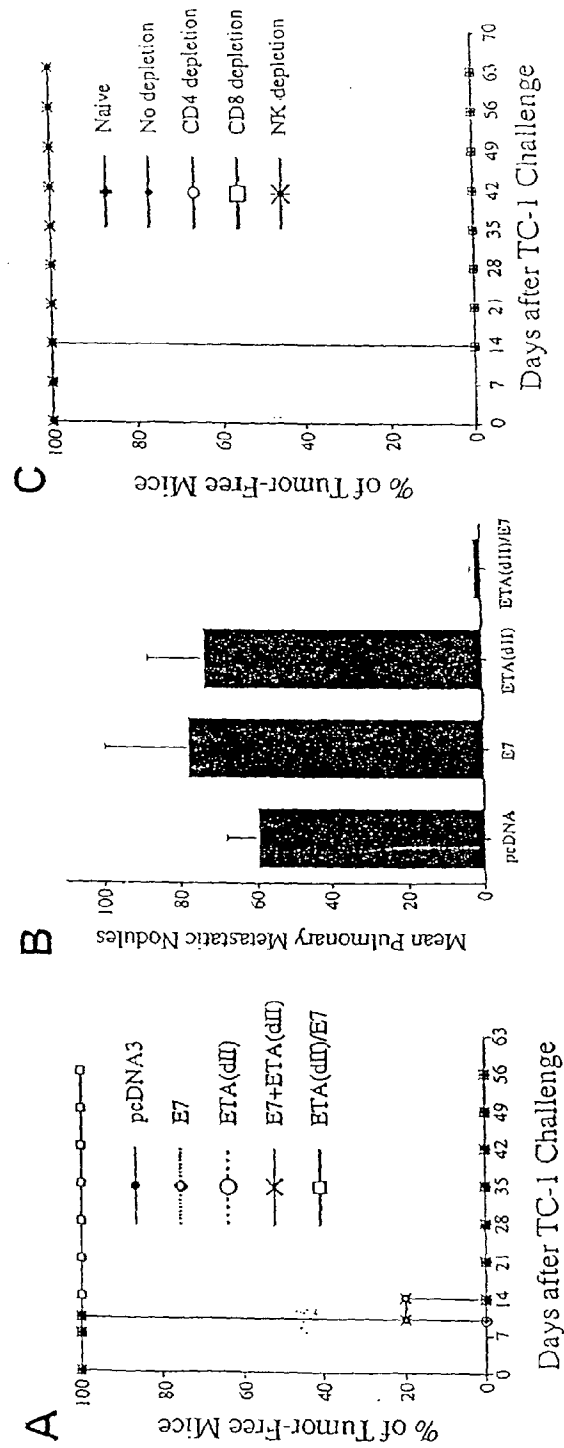 A
% of Tumor-Free Mice
100
80
60
40
20
0
0 7 14 21 28 35 42 49 56 63
Days after TC-1 Challenge
pcDNA3
E7
ETA(dII)
E7+ETA(dII)
ETA(dII)/E7
B
Mean Pulmonary Metastatic Nodules
100
80
60
40
20
0
pcDNA
E7
ETA(dII)
ETA(dII)/E7
C
% of Tumor-Free Mice
100
80
60
40
20
0
0 7 14 21 28 35 42 49 56 63 70
Days after TC-1 Challenge
Naive
No depletion
CD4 depletion
CD8 depletion
NK depletion